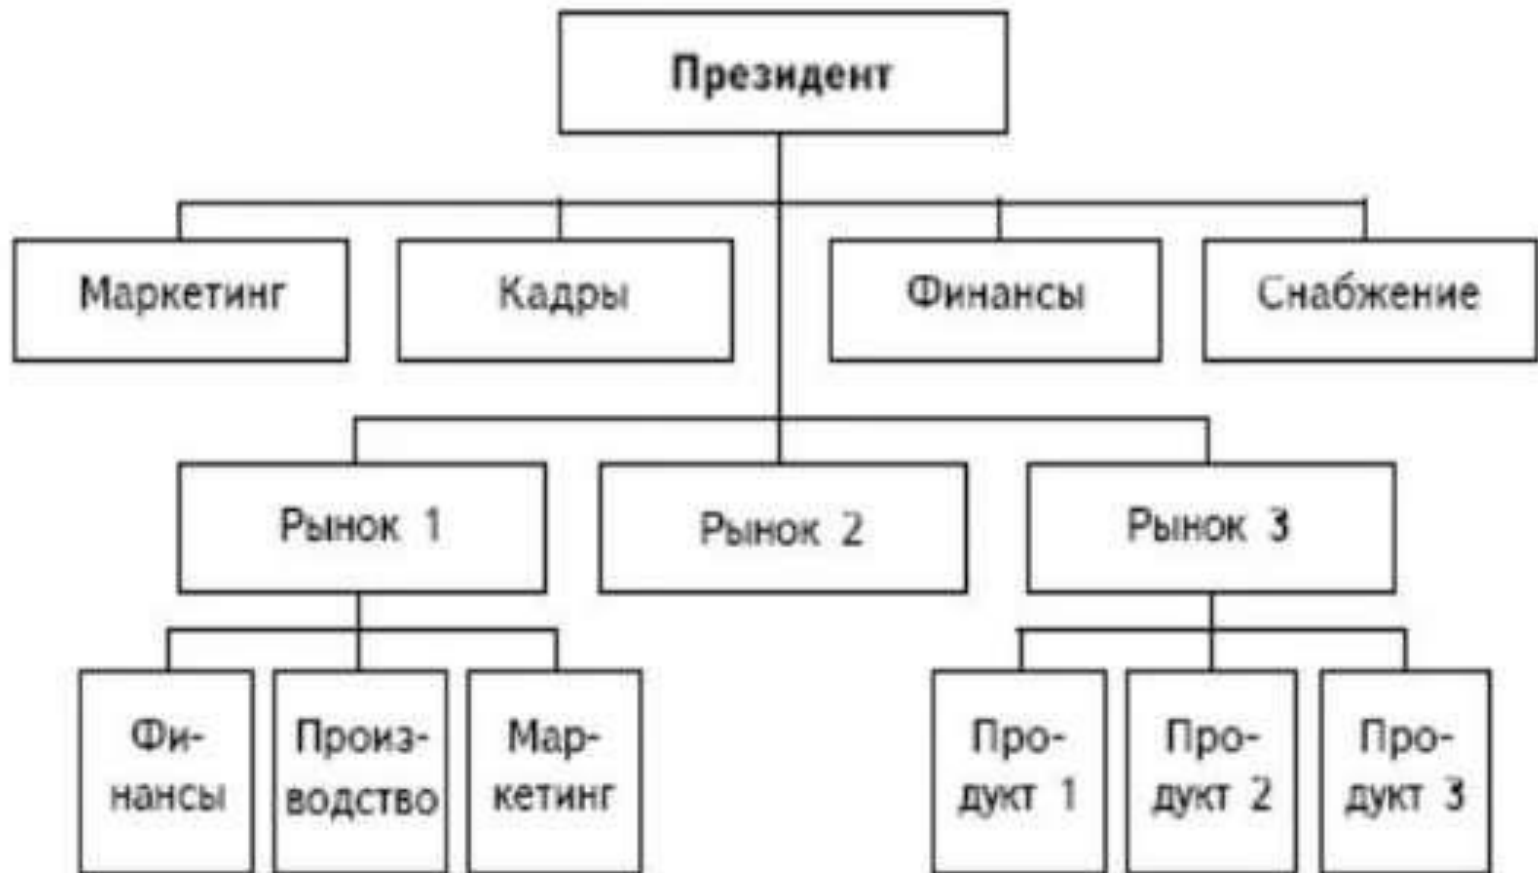 Президент
Маркетинг
Кадры
Финансы
Снабжение
Рынок 1
Рынок 2
Рынок 3
Фи-
нансы
Произ-
водство
Мар-
кетинг
Про-
дукт 1
Про-
дукт 2
Про-
дукт 3